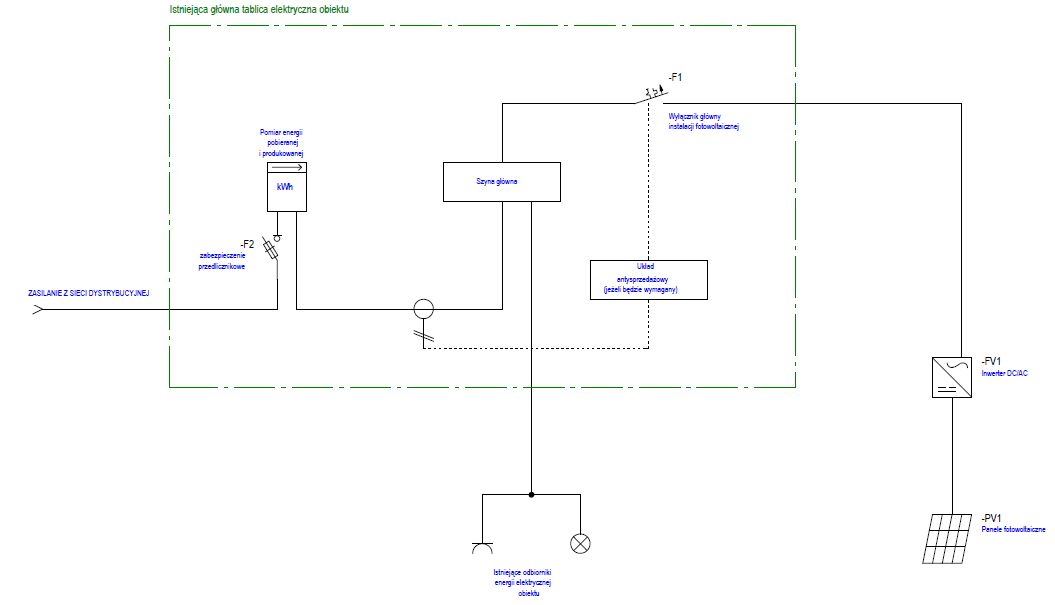 Istniejąca główna tablica elektryczna obiektu
-F1
Wyłącznik główny
instalacji fotowoltaicznej
Pomiar energii
pobieranej
i produkowanej
kWh
Szyna główna
-F2
zabezpieczenie
przedlicznikowe
Układ
antysprzedażowy
(jeżeli będzie wymagany)
ZASILANIE Z SIECI DYSTRYBUCYJNEJ
-FV1
Inwerter DC/AC
-PV1
Panele fotowoltaiczne
Istniejące odbiorniki
energii elektrycznej
obiektu